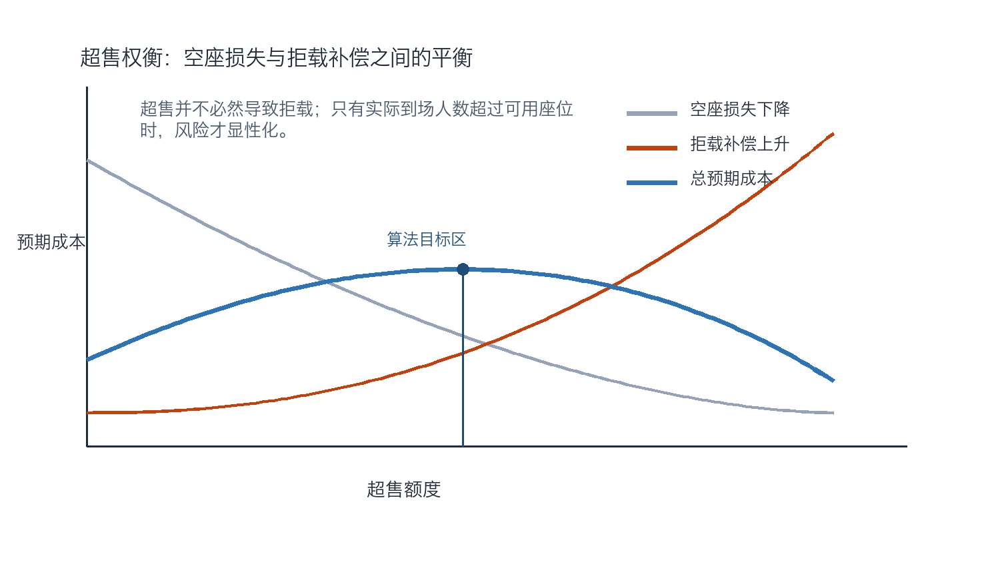 超售权衡：空座损失与拒载补偿之间的平衡
超售并不必然导致拒载；只有实际到场人数超过可用座位
时，风险才显性化。
空座损失下降
拒载补偿上升
总预期成本
算法目标区
预期成本
超售额度